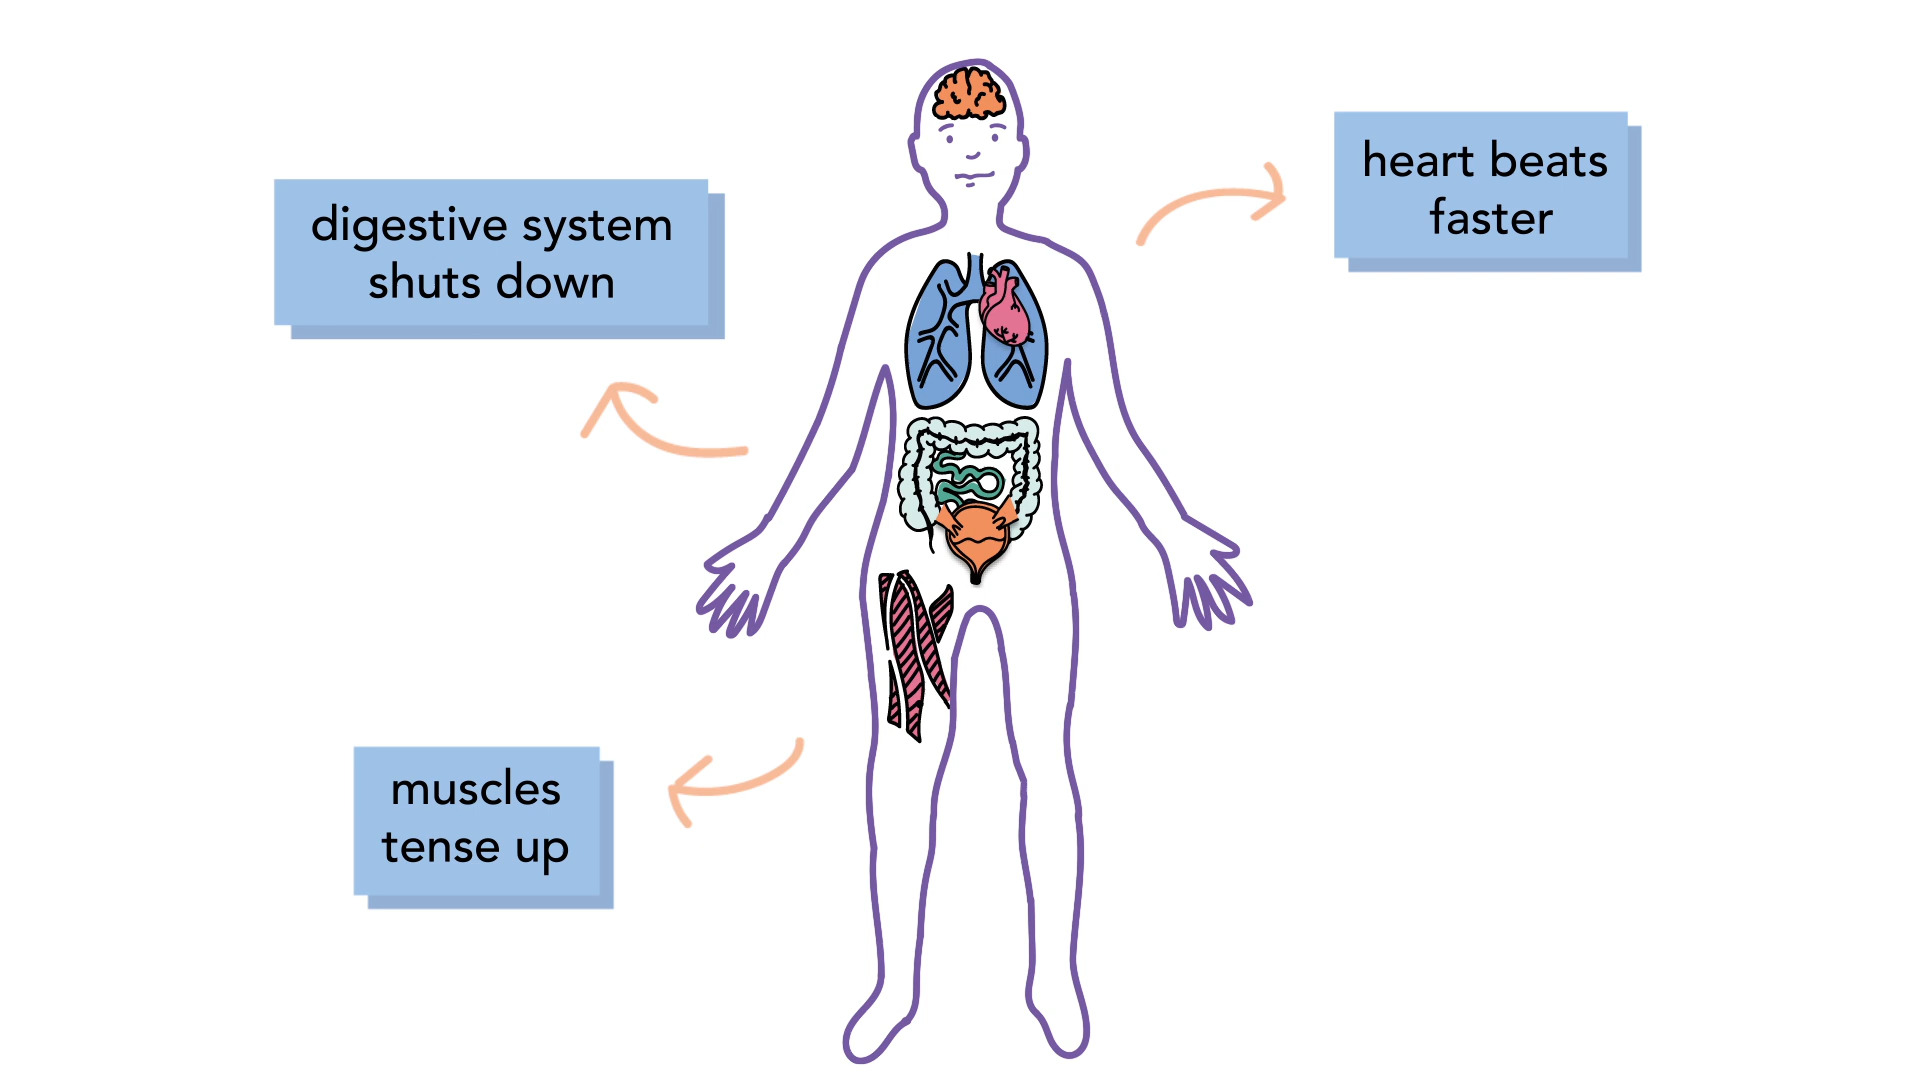 digestive system
shuts down
heart beats
faster
muscles
tense up